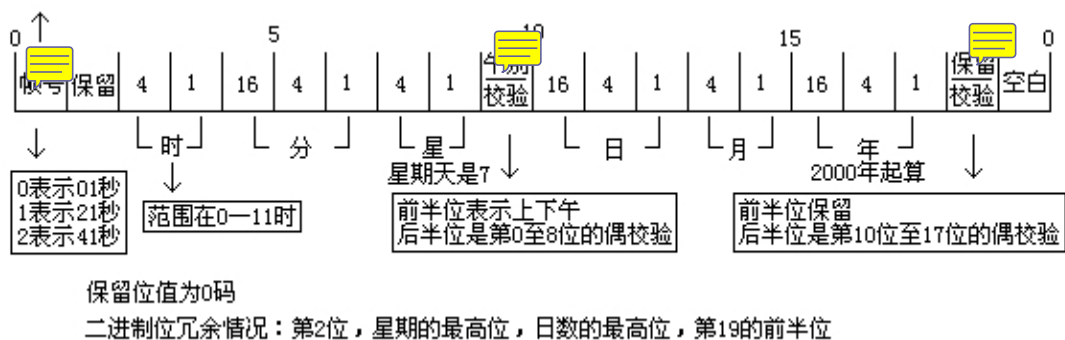 0 5 15 0
帧号 保留 4 1 16 4 1 4 1 午别 16 4 1 4 1 16 4 1 保留 空白
校验 校验
时 分 星 日 月 年
星期天是7 2000年起算
0表示01秒
1表示21秒
2表示41秒
范围在0—11时
前半位表示上下午
后半位是第0至8位的偶校验
前半位保留
后半位是第10位至17位的偶校验
保留位值为0码
二进制位冗余情况：第2位，星期的最高位，日数的最高位，第19的前半位